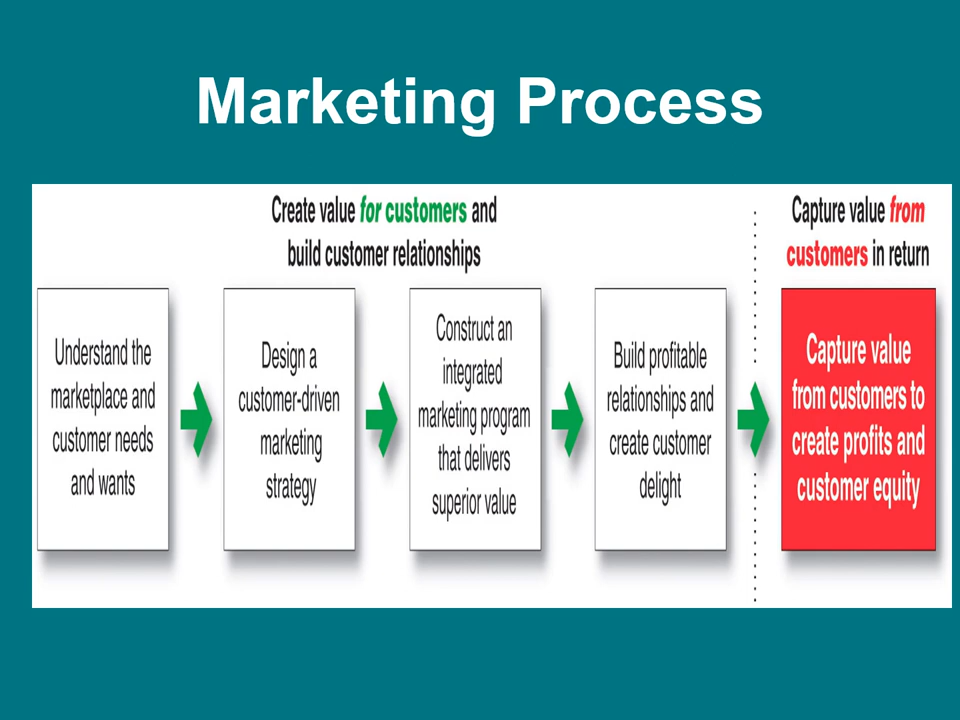 Marketing Process
Create value for customers and
build customer relationships
Capture value from
customers in return
Understand the
marketplace and
customer needs
and wants
Design a
customer-driven
marketing
strategy
Construct an
integrated
marketing program
that delivers
superior value
Build profitable
relationships and
create customer
delight
Capture value
from customers to
create profits and
customer equity